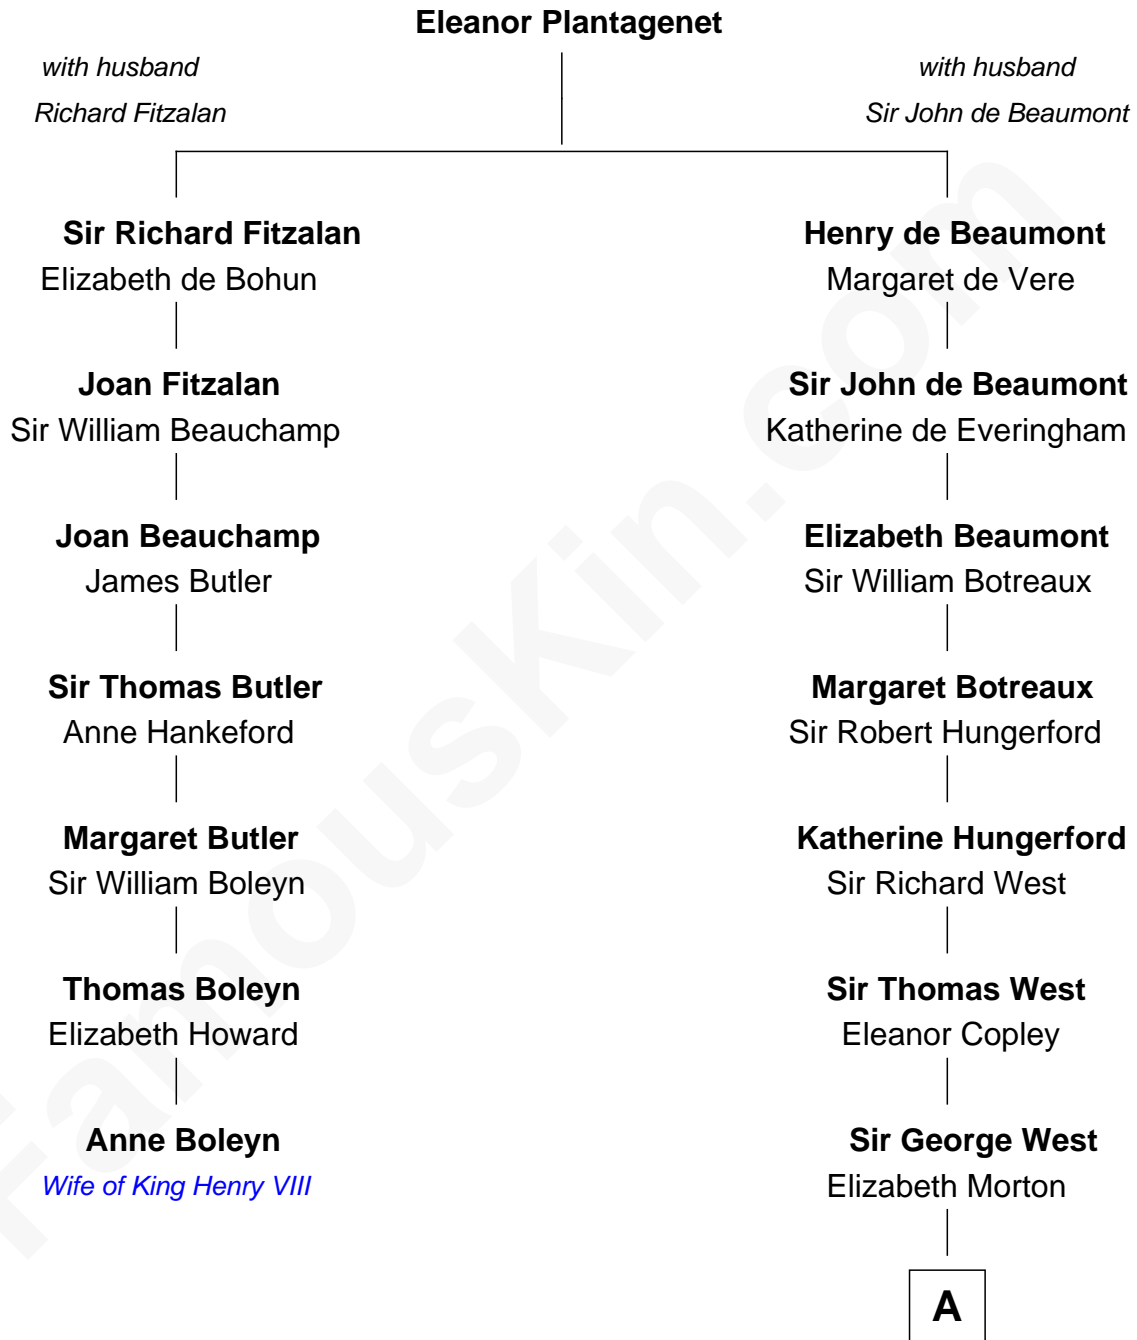 Eleanor Plantagenet
with husband
Richard Fitzalan
with husband
Sir John de Beaumont
Sir Richard Fitzalan
Elizabeth de Bohun
Henry de Beaumont
Margaret de Vere
Joan Fitzalan
Sir William Beauchamp
Sir John de Beaumont
Katherine de Everingham
Joan Beauchamp
James Butler
Elizabeth Beaumont
Sir William Botreaux
Sir Thomas Butler
Anne Hankeford
Margaret Botreaux
Sir Robert Hungerford
Margaret Butler
Sir William Boleyn
Katherine Hungerford
Sir Richard West
Thomas Boleyn
Elizabeth Howard
Sir Thomas West
Eleanor Copley
Anne Boleyn
Wife of King Henry VIII
Sir George West
Elizabeth Morton
A
FamousKin.com